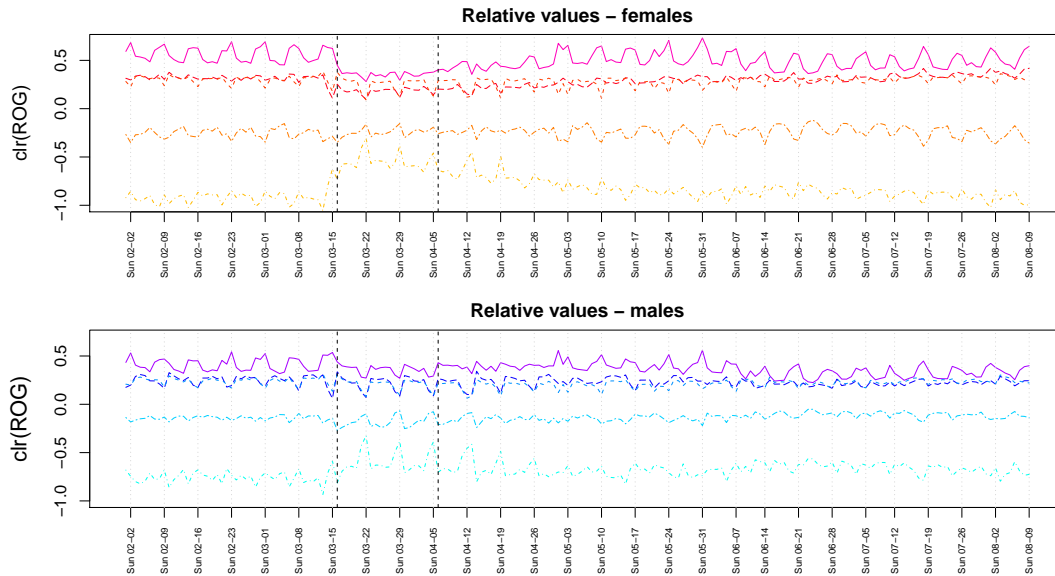 Relative values – females
clr(ROG)
0.5
0.0
−0.5
−1.0
Sun 02−02
Sun 02−09
Sun 02−16
Sun 02−23
Sun 03−01
Sun 03−08
Sun 03−15
Sun 03−22
Sun 03−29
Sun 04−05
Sun 04−12
Sun 04−19
Sun 04−26
Sun 05−03
Sun 05−10
Sun 05−17
Sun 05−24
Sun 05−31
Sun 06−07
Sun 06−14
Sun 06−21
Sun 06−28
Sun 07−05
Sun 07−12
Sun 07−19
Sun 07−26
Sun 08−02
Sun 08−09
Relative values – males
clr(ROG)
0.5
0.0
−0.5
−1.0
Sun 02−02
Sun 02−09
Sun 02−16
Sun 02−23
Sun 03−01
Sun 03−08
Sun 03−15
Sun 03−22
Sun 03−29
Sun 04−05
Sun 04−12
Sun 04−19
Sun 04−26
Sun 05−03
Sun 05−10
Sun 05−17
Sun 05−24
Sun 05−31
Sun 06−07
Sun 06−14
Sun 06−21
Sun 06−28
Sun 07−05
Sun 07−12
Sun 07−19
Sun 07−26
Sun 08−02
Sun 08−09